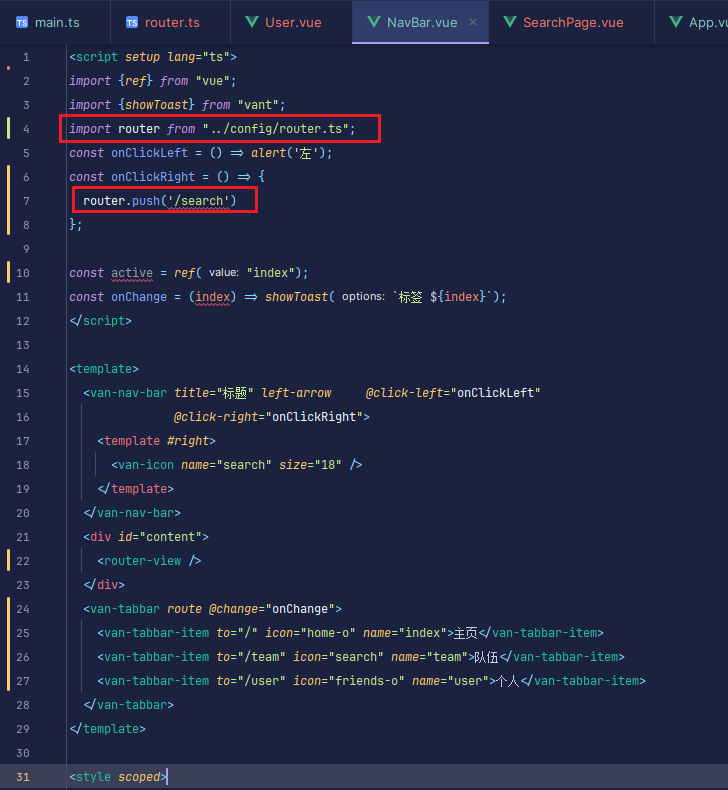 main.ts router.ts User.vue NavBar.vue × SearchPage.vue App.vu
1 <script setup lang="ts">
2 import {ref} from "vue";
3 import {showToast} from "vant";
4 import router from "../config/router.ts";
5 const onClickLeft = () => alert('左');
6 const onClickRight = () => {
7 router.push('/search')
8 };
9
10 const active = ref( value: "index");
11 const onChange = (index) => showToast( options: `标签 ${index}`);
12 </script>
13
14 <template>
15 <van-nav-bar title="标题" left-arrow @click-left="onClickLeft"
16 @click-right="onClickRight">
17 <template #right>
18 <van-icon name="search" size="18" />
19 </template>
20 </van-nav-bar>
21 <div id="content">
22 <router-view />
23 </div>
24 <van-tabbar route @change="onChange">
25 <van-tabbar-item to="/" icon="home-o" name="index">主页</van-tabbar-item>
26 <van-tabbar-item to="/team" icon="search" name="team">队伍</van-tabbar-item>
27 <van-tabbar-item to="/user" icon="friends-o" name="user">个人</van-tabbar-item>
28 </van-tabbar>
29 </template>
30
31 <style scoped>